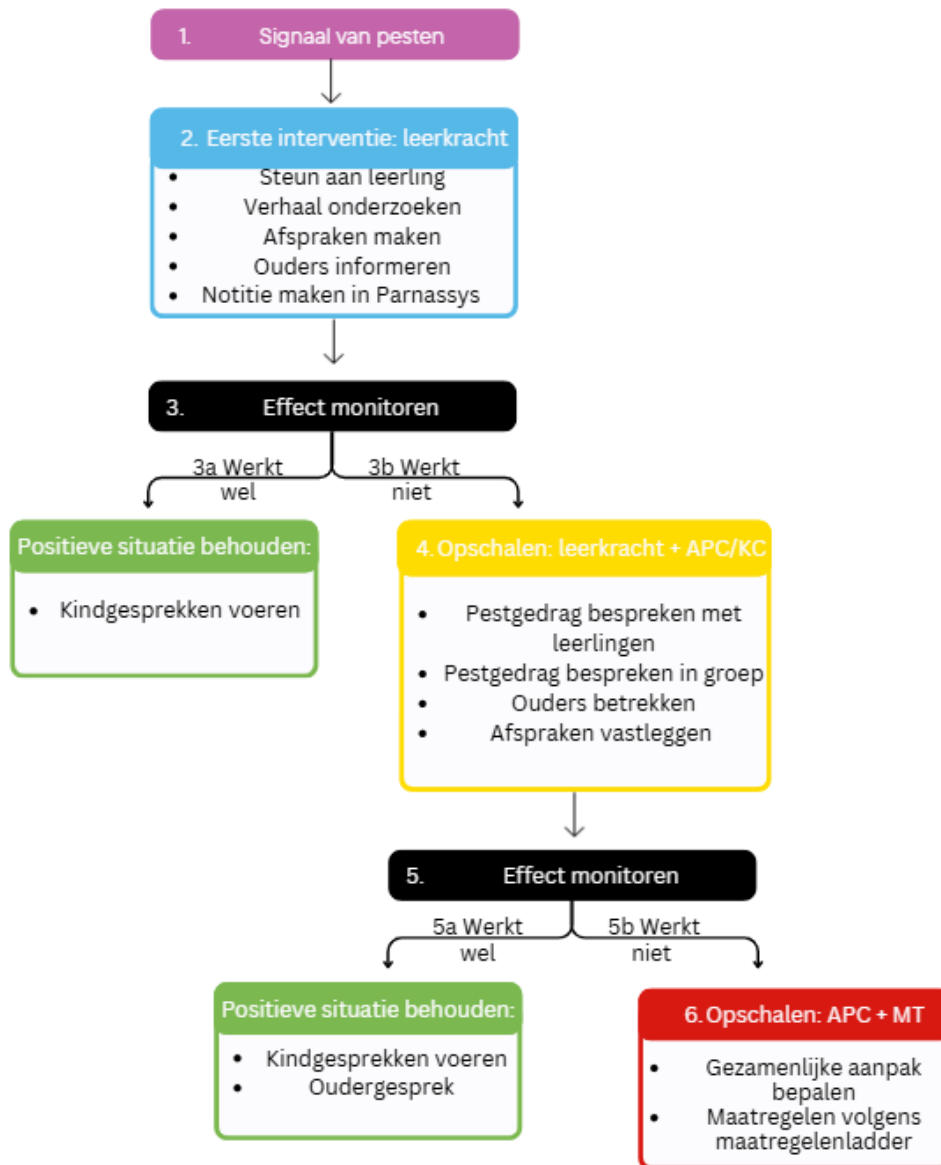 1. Signaal van pesten
2. Eerste interventie: leerkracht
• Steun aan leerling
• Verhaal onderzoeken
• Afspraken maken
• Ouders informeren
• Notitie maken in Parnassys
3. Effect monitoren
3a Werkt
wel
3b Werkt
niet
Positieve situatie behouden:
• Kindgesprekken voeren
4. Opschalen: leerkracht + APC/KC
• Pestgedrag bespreken met
leerlingen
• Pestgedrag bespreken in groep
• Ouders betrekken
• Afspraken vastleggen
5. Effect monitoren
5a Werkt
wel
5b Werkt
niet
Positieve situatie behouden:
• Kindgesprekken voeren
• Oudergesprek
6. Opschalen: APC + MT
• Gezamenlijke aanpak
bepalen
• Maatregelen volgens
maatregelenladder